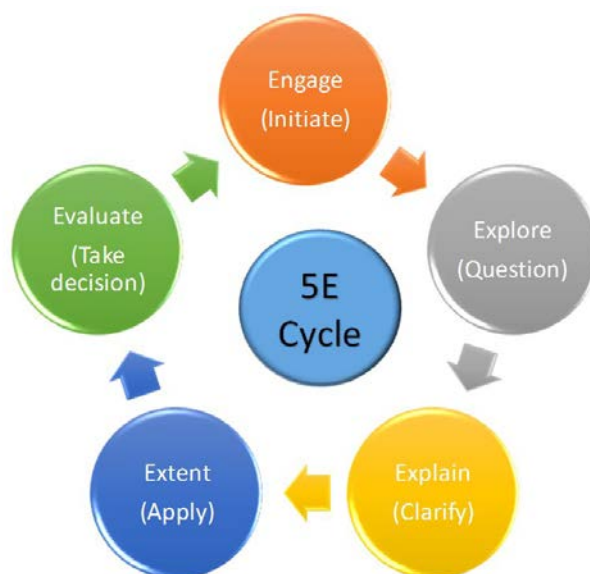 Engage
(Initiate)
Explore
(Question)
Explain
(Clarify)
Extent
(Apply)
Evaluate
(Take
decision)
5E
Cycle